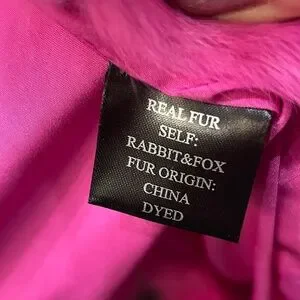 REAL FUR
SELF:
RABBIT&FOX
FUR ORIGIN:
CHINA
DYED